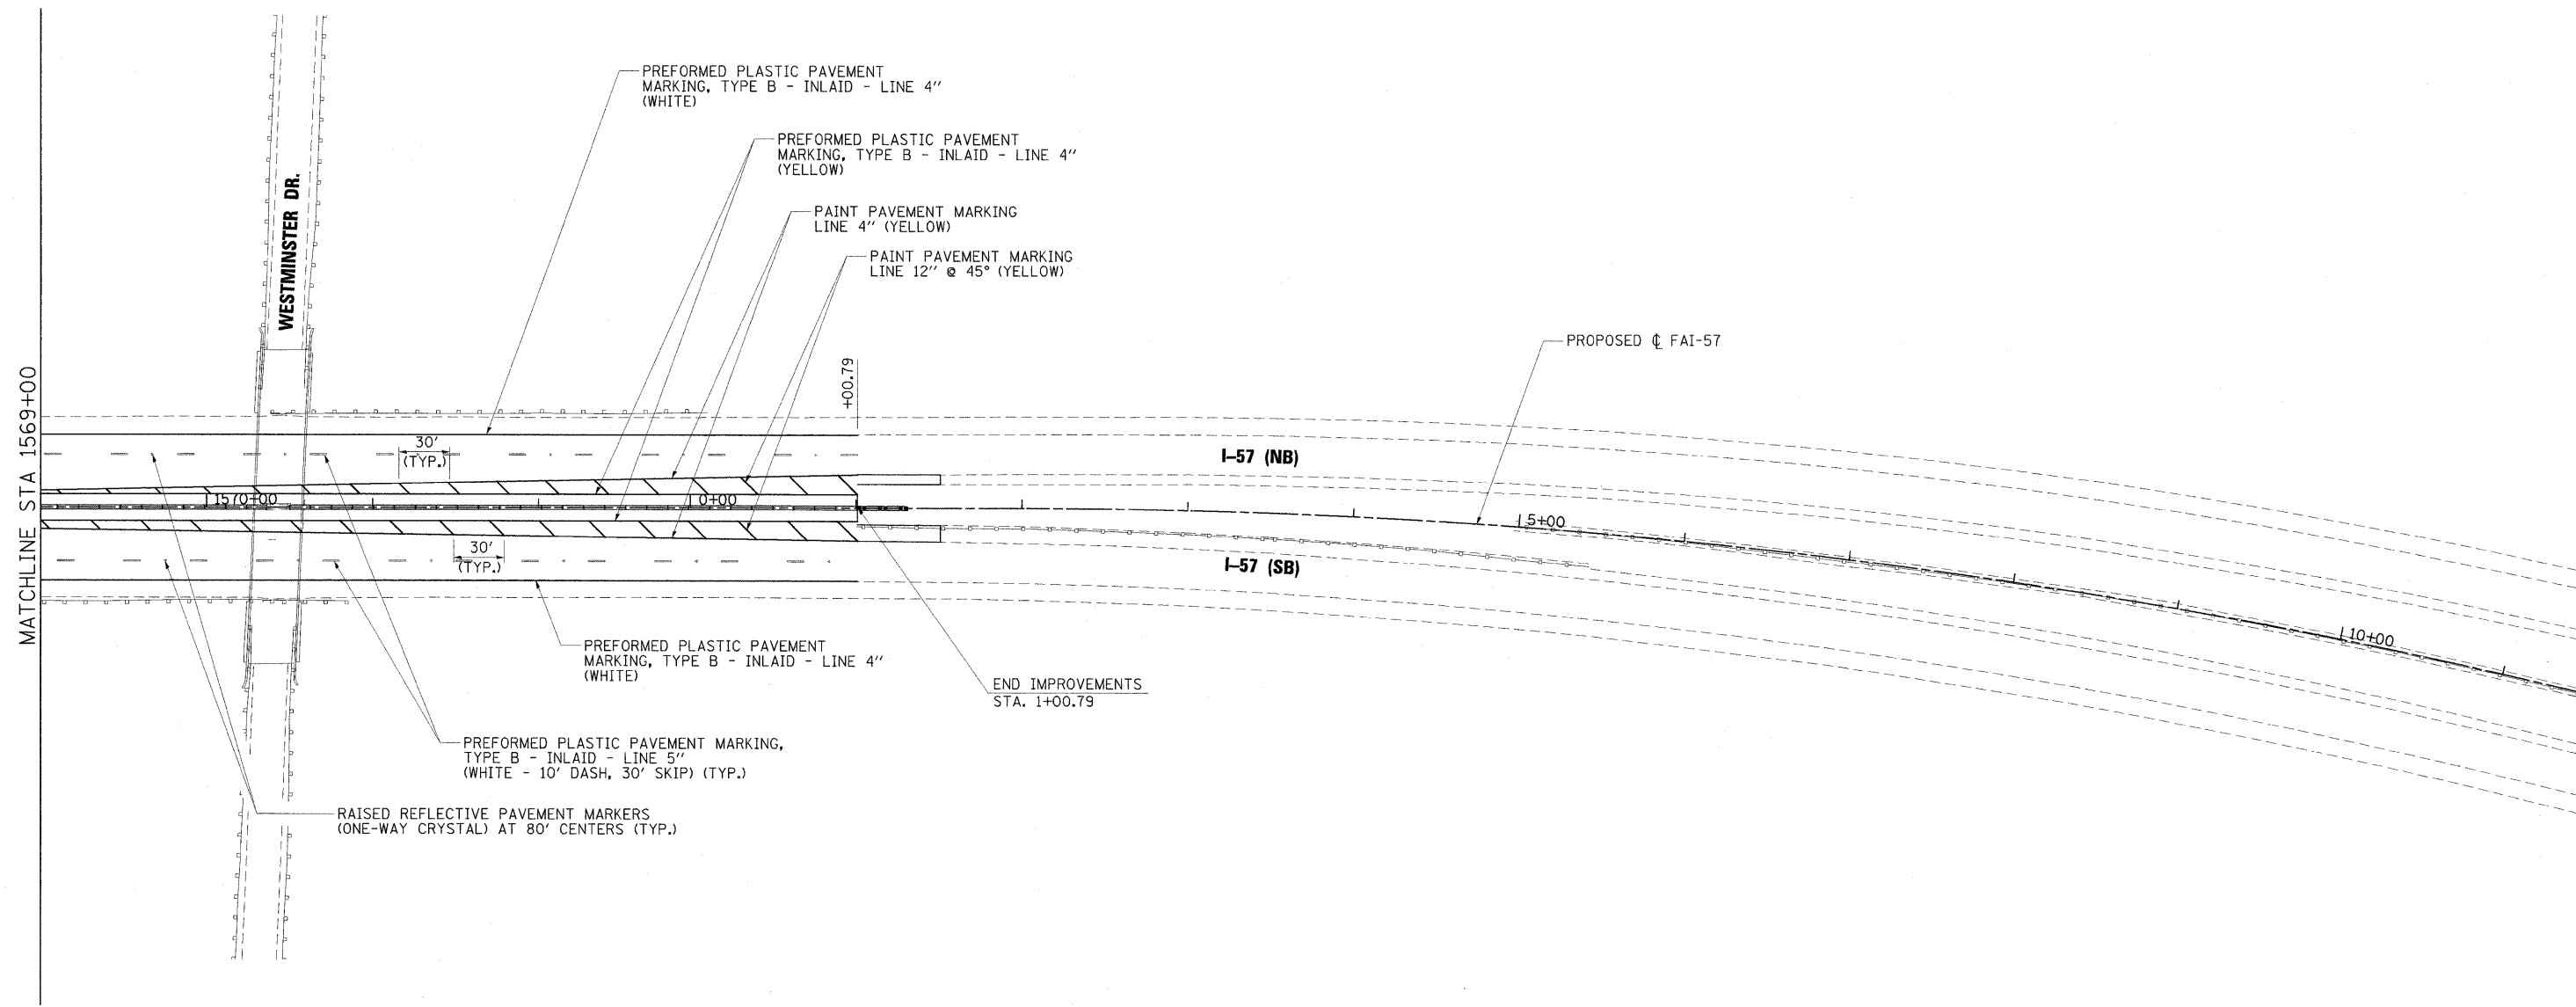 PREFORMED PLASTIC PAVEMENT
MARKING, TYPE B - INLAID - LINE 4"
(WHITE)
PREFORMED PLASTIC PAVEMENT
MARKING, TYPE B - INLAID - LINE 4"
(YELLOW)
WESTMINSTER DR.
PAINT PAVEMENT MARKING
LINE 4" (YELLOW)
PAINT PAVEMENT MARKING
LINE 12" @ 45° (YELLOW)
PROPOSED ℄ FAI-57
+00.79
MATCHLINE STA 1569+00
30'
(TYP.)
I-57 (NB)
1570+00
0+00
5+00
30'
(TYP.)
I-57 (SB)
10+00
PREFORMED PLASTIC PAVEMENT
MARKING, TYPE B - INLAID - LINE 4"
(WHITE)
END IMPROVEMENTS
STA. 1+00.79
PREFORMED PLASTIC PAVEMENT MARKING,
TYPE B - INLAID - LINE 5"
(WHITE - 10' DASH, 30' SKIP) (TYP.)
RAISED REFLECTIVE PAVEMENT MARKERS
(ONE-WAY CRYSTAL) AT 80' CENTERS (TYP.)